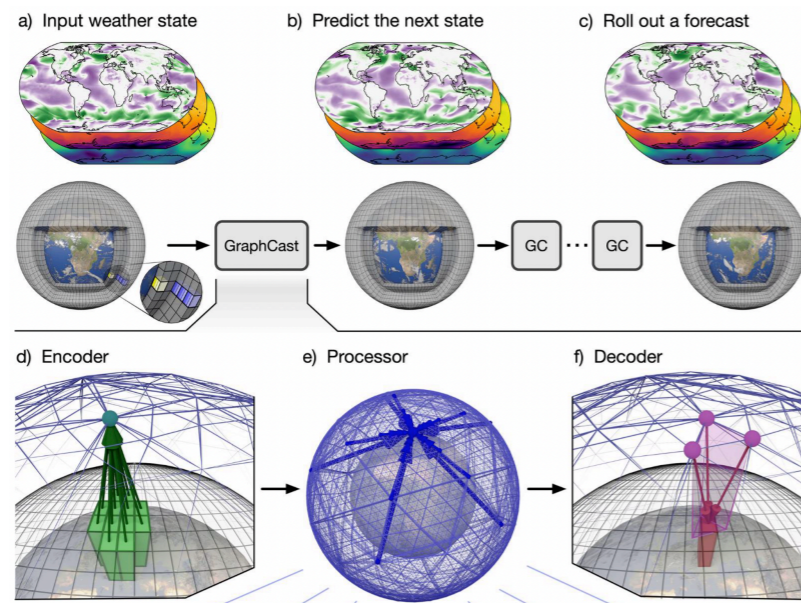 a) Input weather state
b) Predict the next state
c) Roll out a forecast
GraphCast
GC
...
GC
d) Encoder
e) Processor
f) Decoder